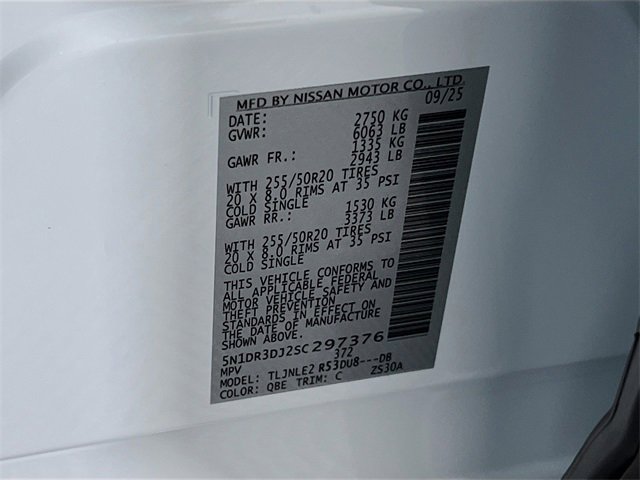 MFD BY NISSAN MOTOR CO., LTD.
DATE: 09/25
GVWR: 2750 KG
6063 LB
GAWR FR.: 1335 KG
2943 LB
WITH 255/50R20 TIRES
20 X 8.0 RIMS AT 35 PSI
COLD SINGLE
GAWR RR.: 1530 KG
3373 LB
WITH 255/50R20 TIRES
20 X 8.0 RIMS AT 35 PSI
COLD SINGLE
THIS VEHICLE CONFORMS TO
ALL APPLICABLE FEDERAL
MOTOR VEHICLE SAFETY AND
THEFT PREVENTION
STANDARDS IN EFFECT ON
THE DATE OF MANUFACTURE
SHOWN ABOVE.
5N1DR3DJ2SC297376
MPV 372
MODEL: TLJNLE2 R53DU8---DB
COLOR: QBE TRIM: C ZS30A